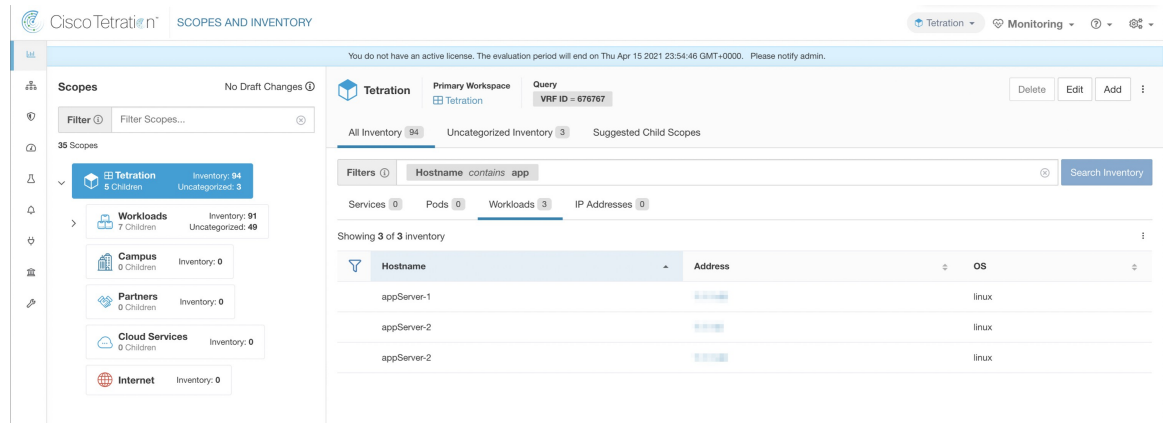 Cisco Tetration™ SCOPES AND INVENTORY
Tetration
Monitoring
You do not have an active license. The evaluation period will end on Thu Apr 15 2021 23:54:46 GMT+0000. Please notify admin.
Scopes
No Draft Changes
Filter
Filter Scopes...
35 Scopes
Tetration
5 Children
Inventory: 94
Uncategorized: 3
Workloads
7 Children
Inventory: 91
Uncategorized: 49
Campus
0 Children
Inventory: 0
Partners
0 Children
Inventory: 0
Cloud Services
0 Children
Inventory: 0
Internet
Inventory: 0
Tetration
Primary Workspace
Tetration
Query
VRF ID = 676767
Delete Edit Add
All Inventory 94 Uncategorized Inventory 3 Suggested Child Scopes
Filters Hostname contains app
Search Inventory
Services 0 Pods 0 Workloads 3 IP Addresses 0
Showing 3 of 3 inventory
Hostname Address OS
appServer-1 linux
appServer-2 linux
appServer-2 linux